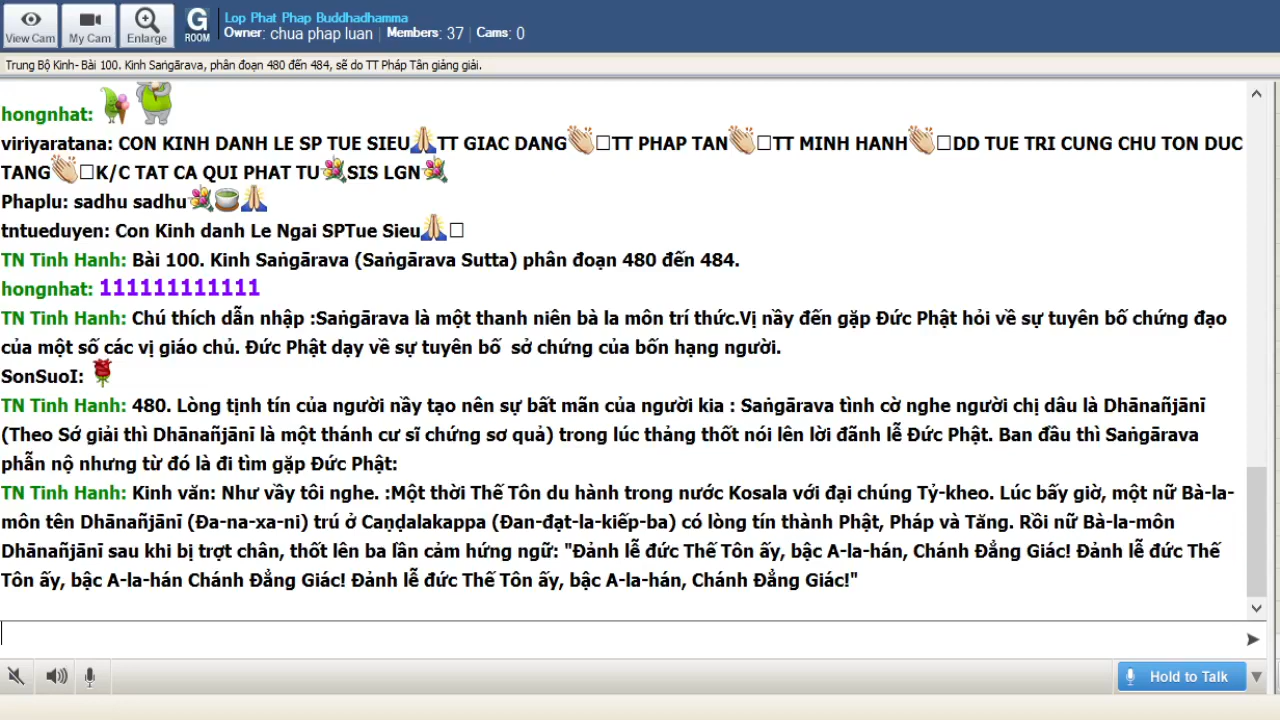 View Cam
My Cam
Enlarge
G
ROOM
Lop Phat Phap Buddhadhamma
Owner: chua phap luan | Members: 37 | Cams: 0
Trung Bộ Kinh- Bài 100. Kinh Saṅgārava, phân đoạn 480 đến 484, sẽ do TT Pháp Tân giảng giải.
hongnhat:
viriyaratana: CON KINH DANH LE SP TUE SIEU🙏TT GIAC DANG👏□TT PHAP TAN👏□TT MINH HANH👏□DD TUE TRI CUNG CHU TON DUC
TANG👏□K/C TAT CA QUI PHAT TU💐SIS LGN💐
Phaplu: sadhu sadhu💐🍵🙏
tntueduyen: Con Kinh danh Le Ngai SPTue Sieu🙏□
TN Tinh Hanh: Bài 100. Kinh Saṅgārava (Saṅgārava Sutta) phân đoạn 480 đến 484.
hongnhat: 111111111111
TN Tinh Hanh: Chú thích dẫn nhập :Saṅgārava là một thanh niên bà la môn trí thức.Vị nầy đến gặp Đức Phật hỏi về sự tuyên bố chứng đạo
của một số các vị giáo chủ. Đức Phật dạy về sự tuyên bố  sở chứng của bốn hạng người.
SonSuoI: 🌹
TN Tinh Hanh: 480. Lòng tịnh tín của người nầy tạo nên sự bất mãn của người kia : Saṅgārava tình cờ nghe người chị dâu là Dhānañjānī
(Theo Sớ giải thì Dhānañjānī là một thánh cư sĩ chứng sơ quả) trong lúc thảng thốt nói lên lời đãnh lễ Đức Phật. Ban đầu thì Saṅgārava
phẫn nộ nhưng từ đó là đi tìm gặp Đức Phật:
TN Tinh Hanh: Kinh văn: Như vầy tôi nghe. :Một thời Thế Tôn du hành trong nước Kosala với đại chúng Tỷ-kheo. Lúc bấy giờ, một nữ Bà-la-
môn tên Dhānañjānī (Đa-na-xa-ni) trú ở Caṇḍalakappa (Đan-đạt-la-kiếp-ba) có lòng tín thành Phật, Pháp và Tăng. Rồi nữ Bà-la-môn
Dhānañjānī sau khi bị trợt chân, thốt lên ba lần cảm hứng ngữ: "Đảnh lễ đức Thế Tôn ấy, bậc A-la-hán, Chánh Đẳng Giác! Đảnh lễ đức Thế
Tôn ấy, bậc A-la-hán Chánh Đẳng Giác! Đảnh lễ đức Thế Tôn ấy, bậc A-la-hán, Chánh Đẳng Giác!"
Hold to Talk